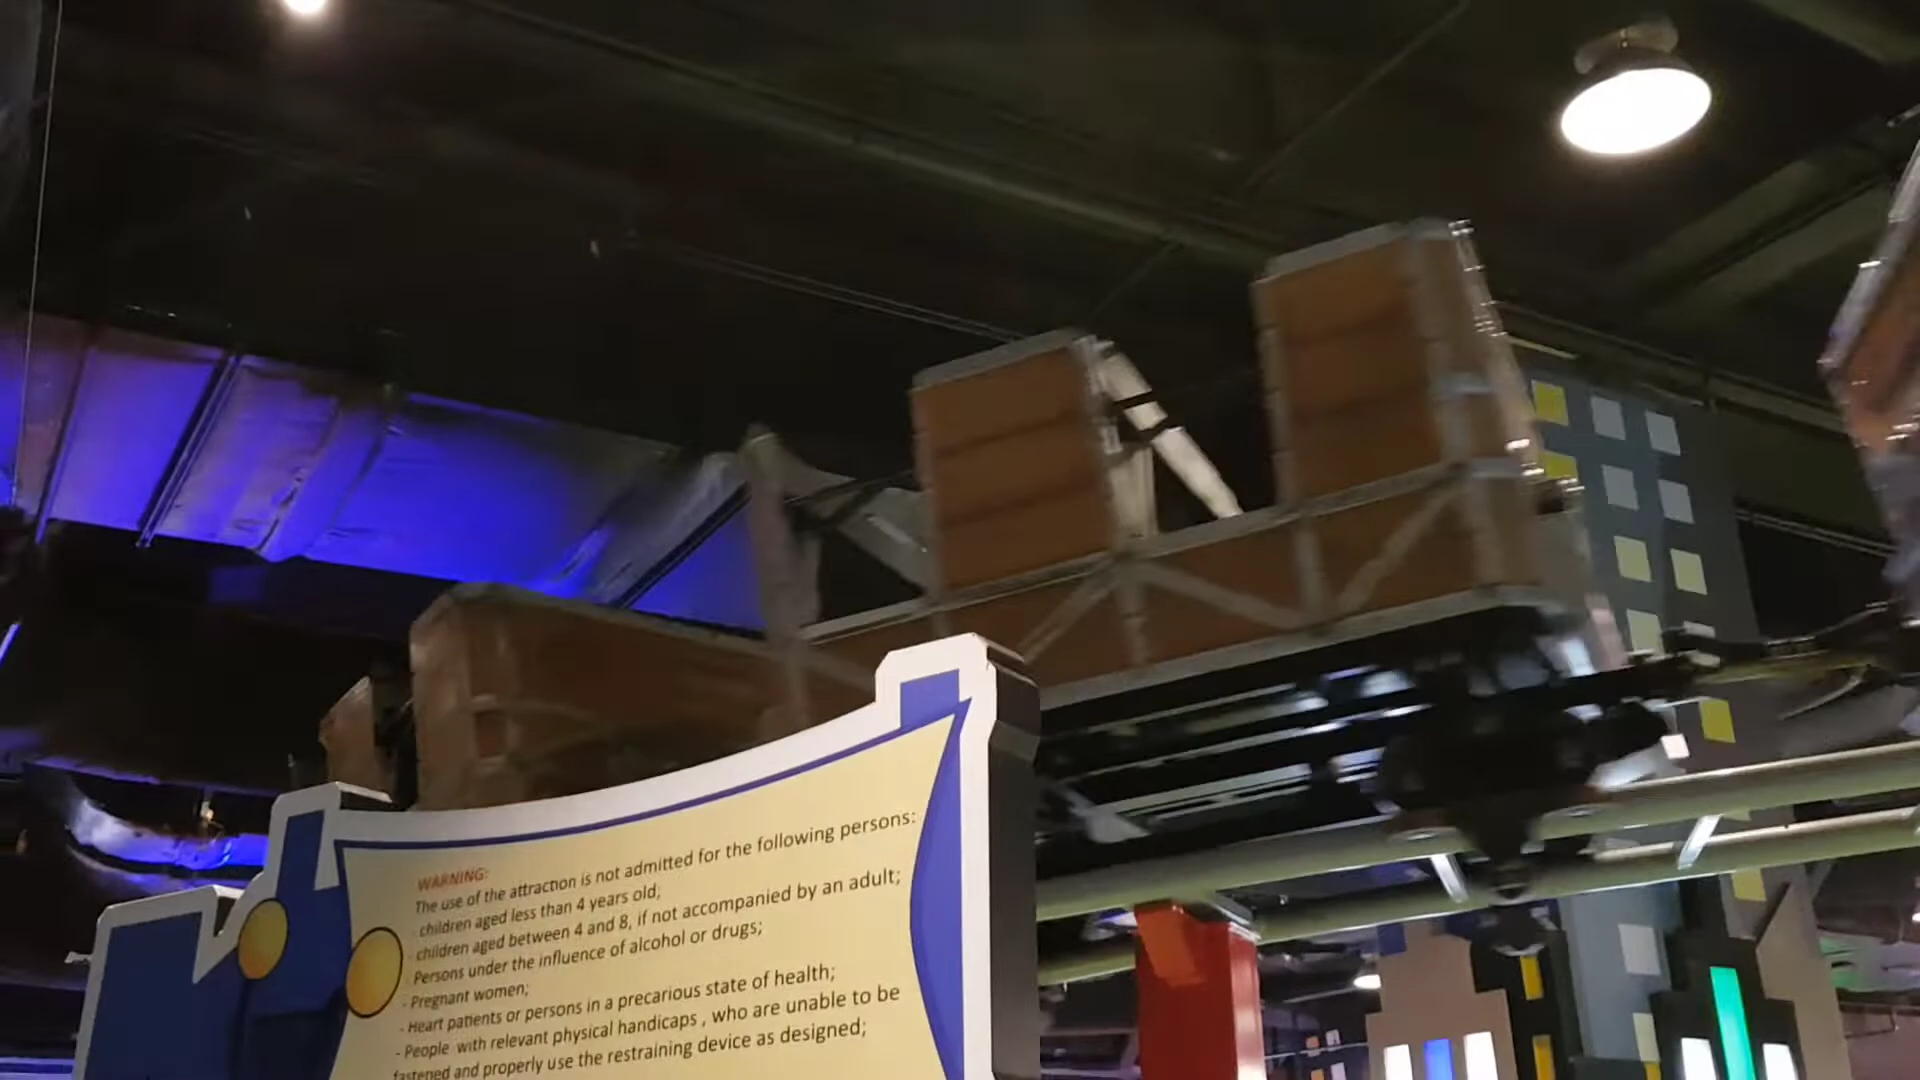 WARNING:
The use of the attraction is not admitted for the following persons:
- children aged less than 4 years old;
- children aged between 4 and 8, if not accompanied by an adult;
- Persons under the influence of alcohol or drugs;
- Pregnant women;
- Heart patients or persons in a precarious state of health;
- People with relevant physical handicaps , who are unable to be
fastened and properly use the restraining device as designed;